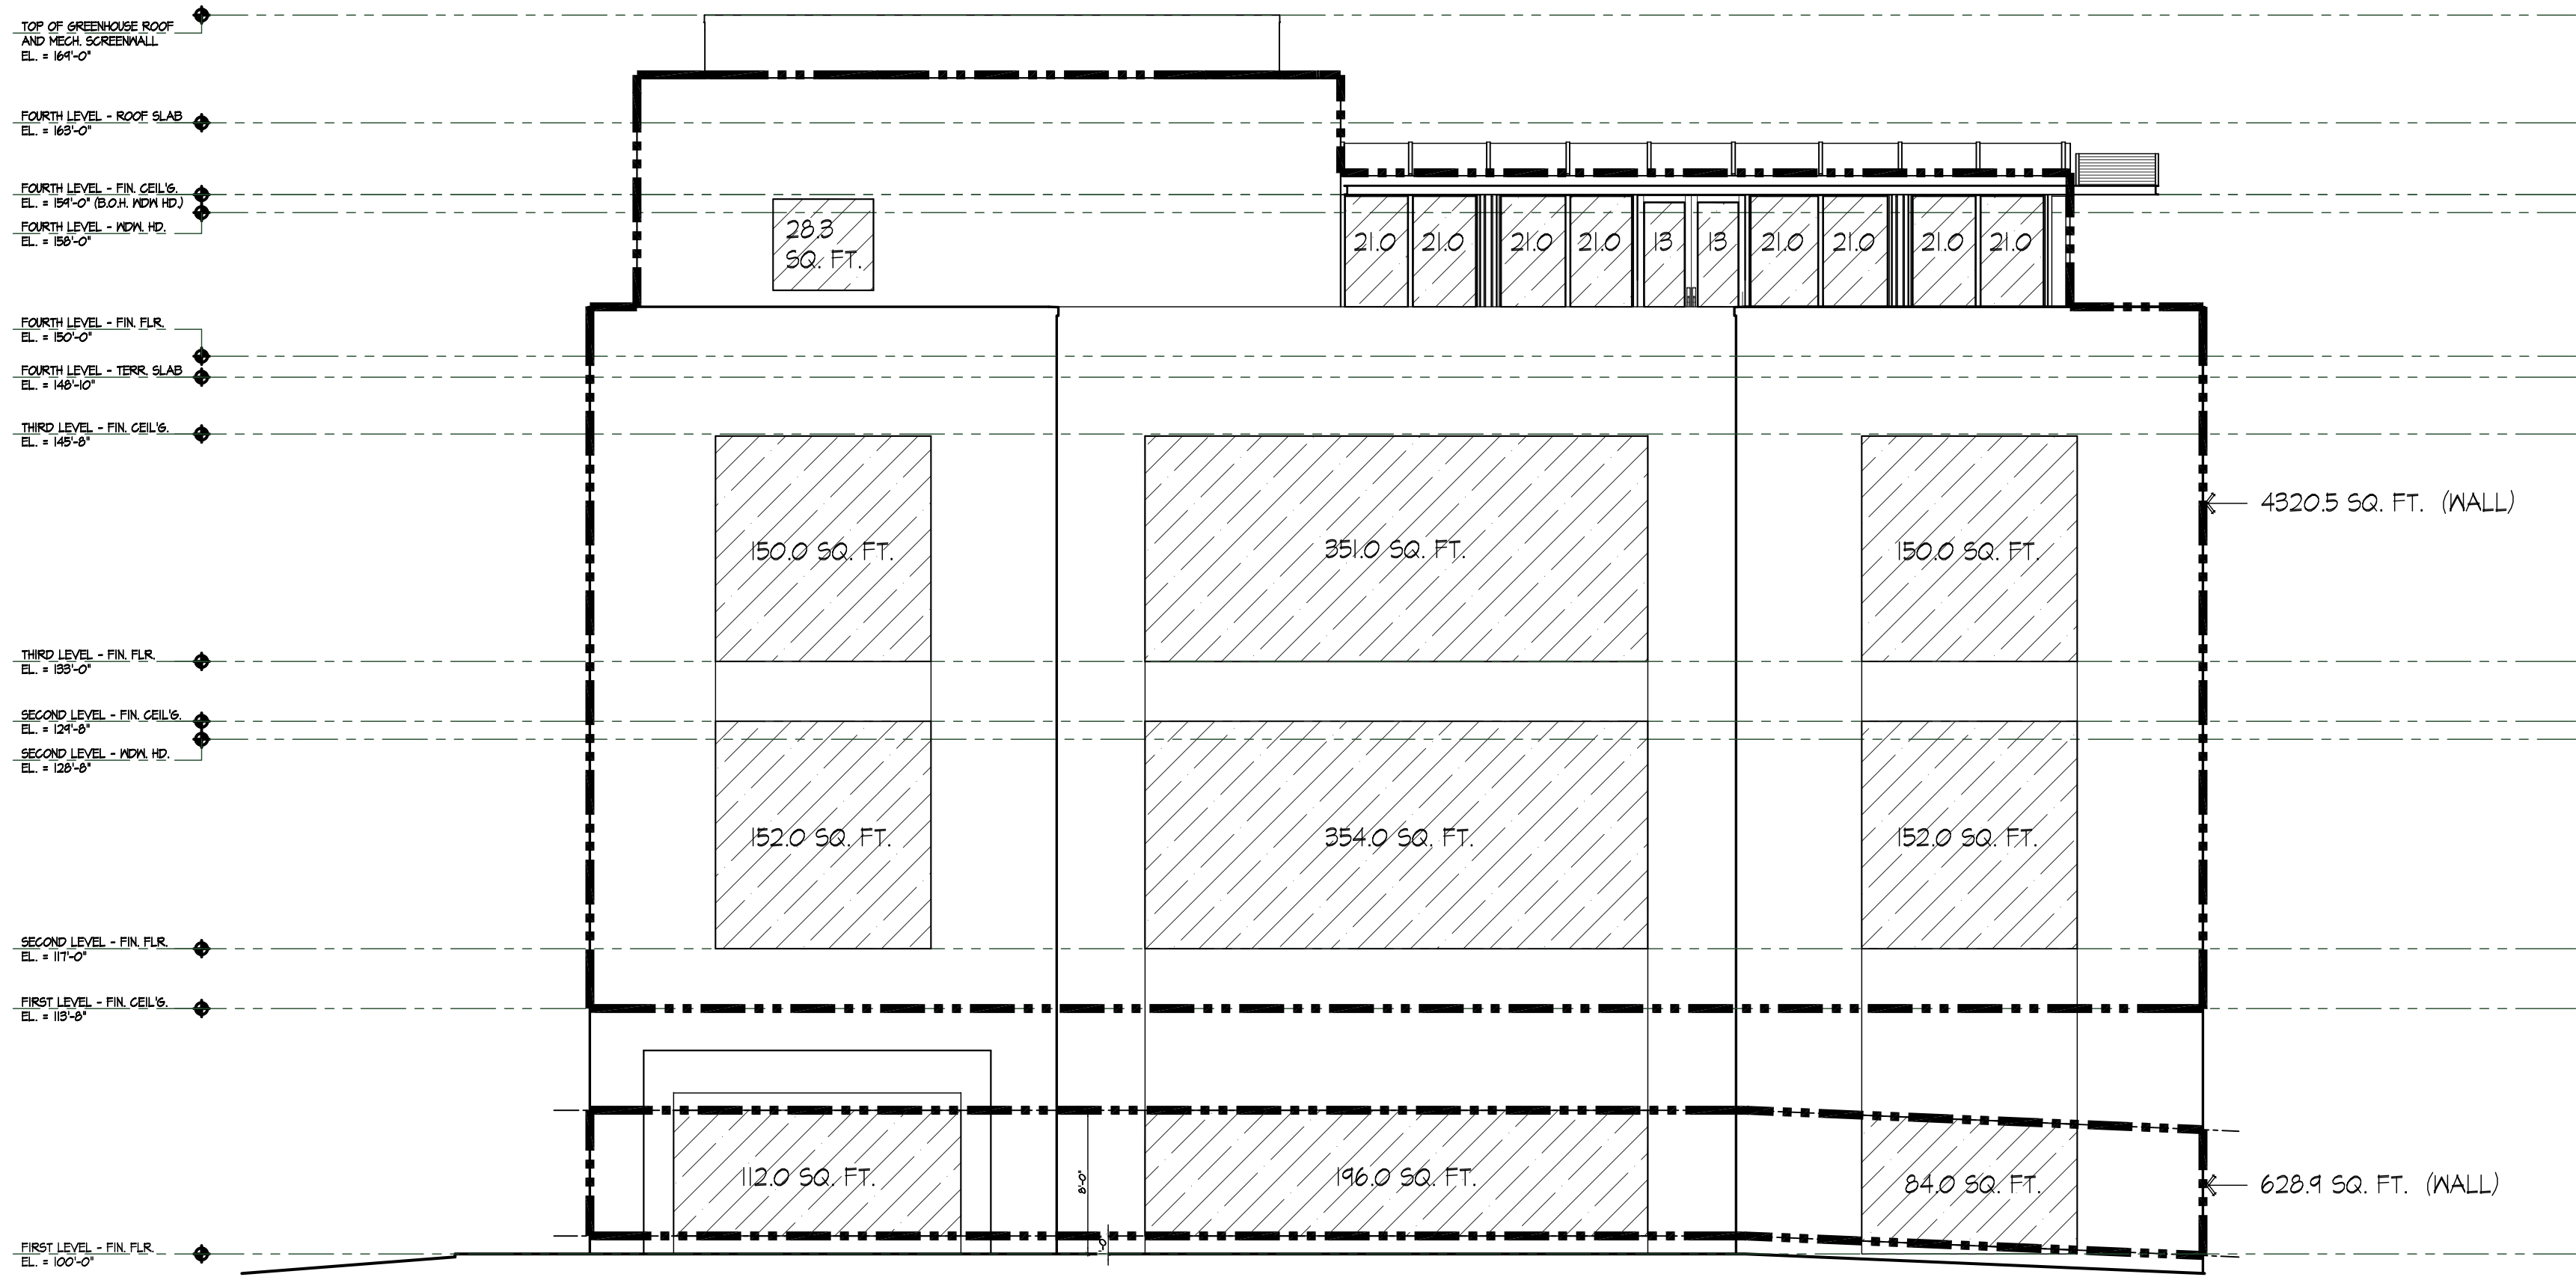 TOP OF GREENHOUSE ROOF
AND MECH. SCREENWALL
EL. = 169'-0"
FOURTH LEVEL - ROOF SLAB
EL. = 163'-0"
FOURTH LEVEL - FIN. CEIL'G.
EL. = 159'-0" (B.O.H. WDW HD.)
FOURTH LEVEL - WDW. HD.
EL. = 158'-0"
28.3
SQ. FT.
21.0 21.0 21.0 21.0 13 13 21.0 21.0 21.0 21.0
FOURTH LEVEL - FIN. FLR.
EL. = 150'-0"
FOURTH LEVEL - TERR. SLAB
EL. = 148'-10"
THIRD LEVEL - FIN. CEIL'G.
EL. = 145'-8"
4320.5 SQ. FT. (WALL)
150.0 SQ. FT. 351.0 SQ. FT. 150.0 SQ. FT.
THIRD LEVEL - FIN. FLR.
EL. = 133'-0"
SECOND LEVEL - FIN. CEIL'G.
EL. = 129'-8"
SECOND LEVEL - WDW. HD.
EL. = 128'-8"
152.0 SQ. FT. 354.0 SQ. FT. 152.0 SQ. FT.
SECOND LEVEL - FIN. FLR.
EL. = 117'-0"
FIRST LEVEL - FIN. CEIL'G.
EL. = 113'-8"
112.0 SQ. FT. 8'-0" 196.0 SQ. FT. 84.0 SQ. FT. 628.9 SQ. FT. (WALL)
FIRST LEVEL - FIN. FLR.
EL. = 100'-0"